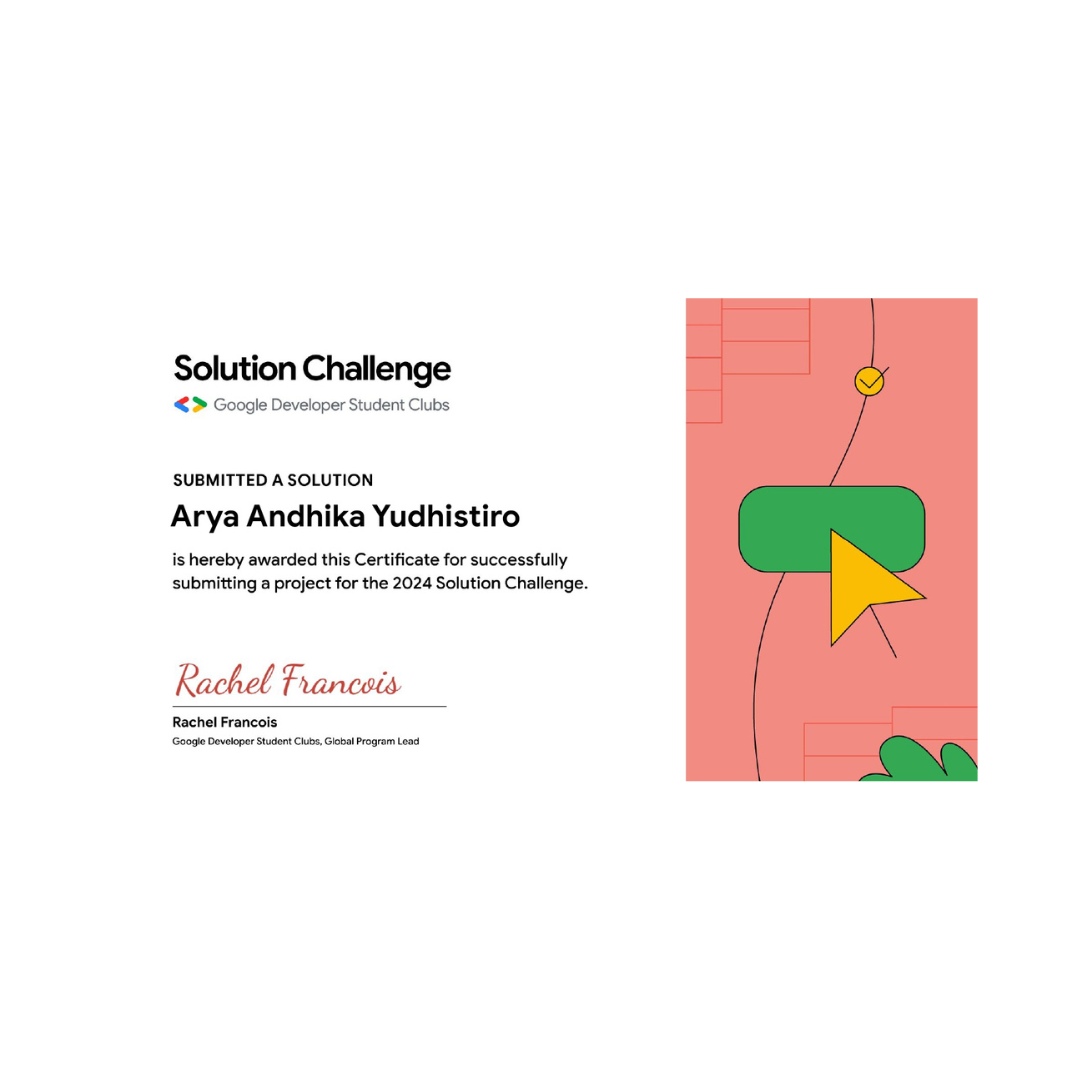 Solution Challenge
Google Developer Student Clubs
SUBMITTED A SOLUTION
Arya Andhika Yudhistiro
is hereby awarded this Certificate for successfully
submitting a project for the 2024 Solution Challenge.
Rachel Francois
Rachel Francois
Google Developer Student Clubs, Global Program Lead